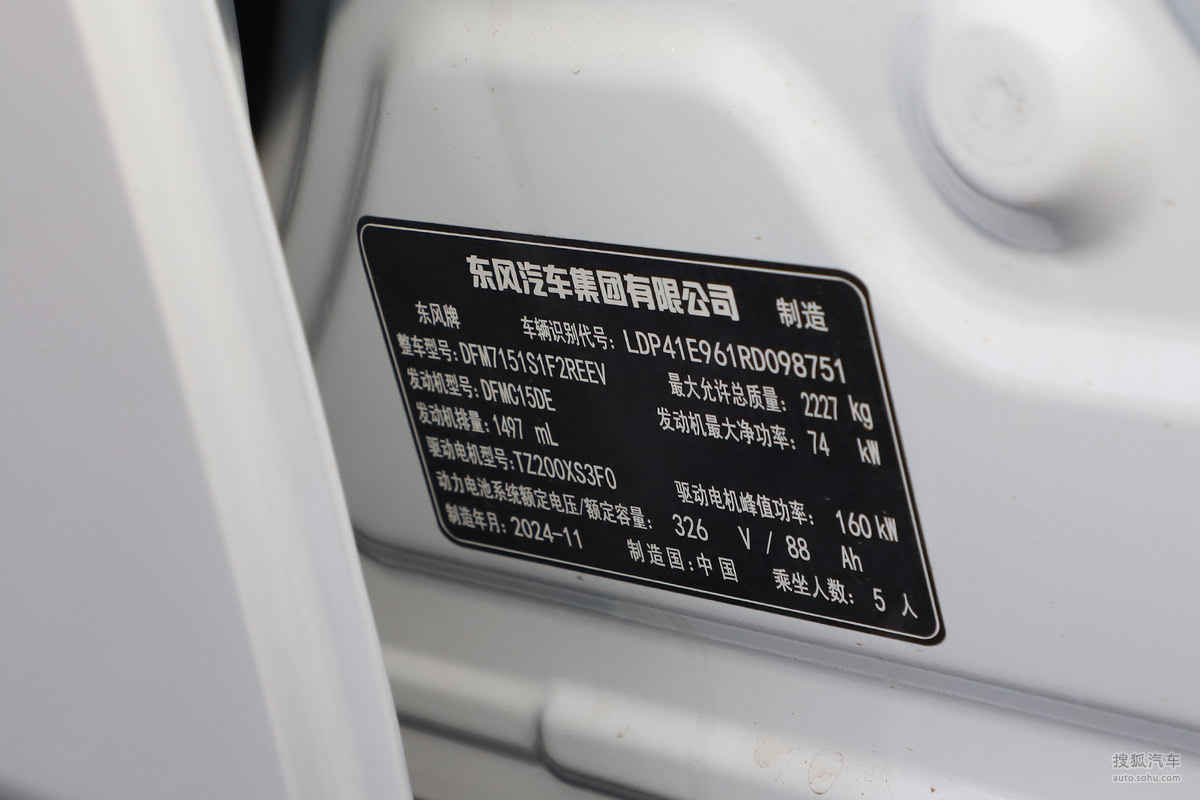 东风汽车集团有限公司 制造
东风牌 车辆识别代号: LDP41E961RD098751
整车型号:DFM7151S1F2REEV 最大允许总质量: 2227 kg
发动机型号:DFMC15DE 发动机最大净功率: 74 kW
发动机排量:1497 mL
驱动电机型号:TZ200XS3F0 驱动电机峰值功率: 160 kW
动力电池系统额定电压/额定容量: 326 V / 88 Ah
制造年月: 2024-11 制造国:中国 乘坐人数: 5 人
搜狐汽车
auto.sohu.com